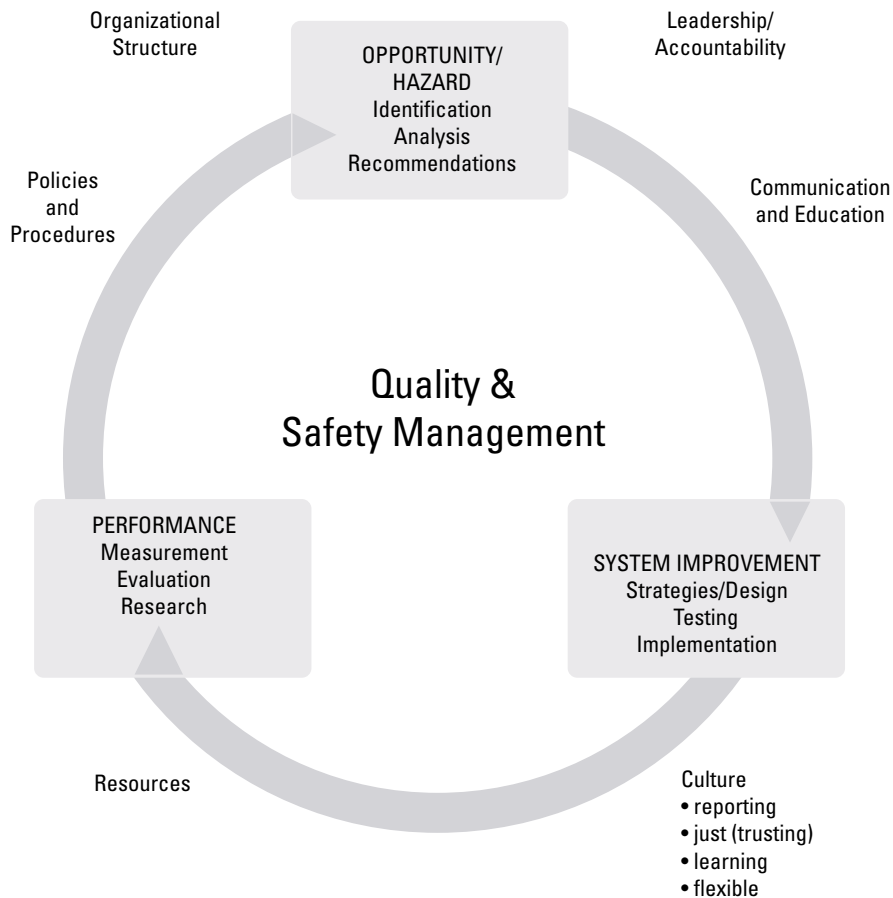 Organizational
Structure
OPPORTUNITY/
HAZARD
Identification
Analysis
Recommendations
Leadership/
Accountability
Policies
and
Procedures
Communication
and Education
Quality &
Safety Management
PERFORMANCE
Measurement
Evaluation
Research
SYSTEM IMPROVEMENT
Strategies/Design
Testing
Implementation
Resources
Culture
• reporting
• just (trusting)
• learning
• flexible